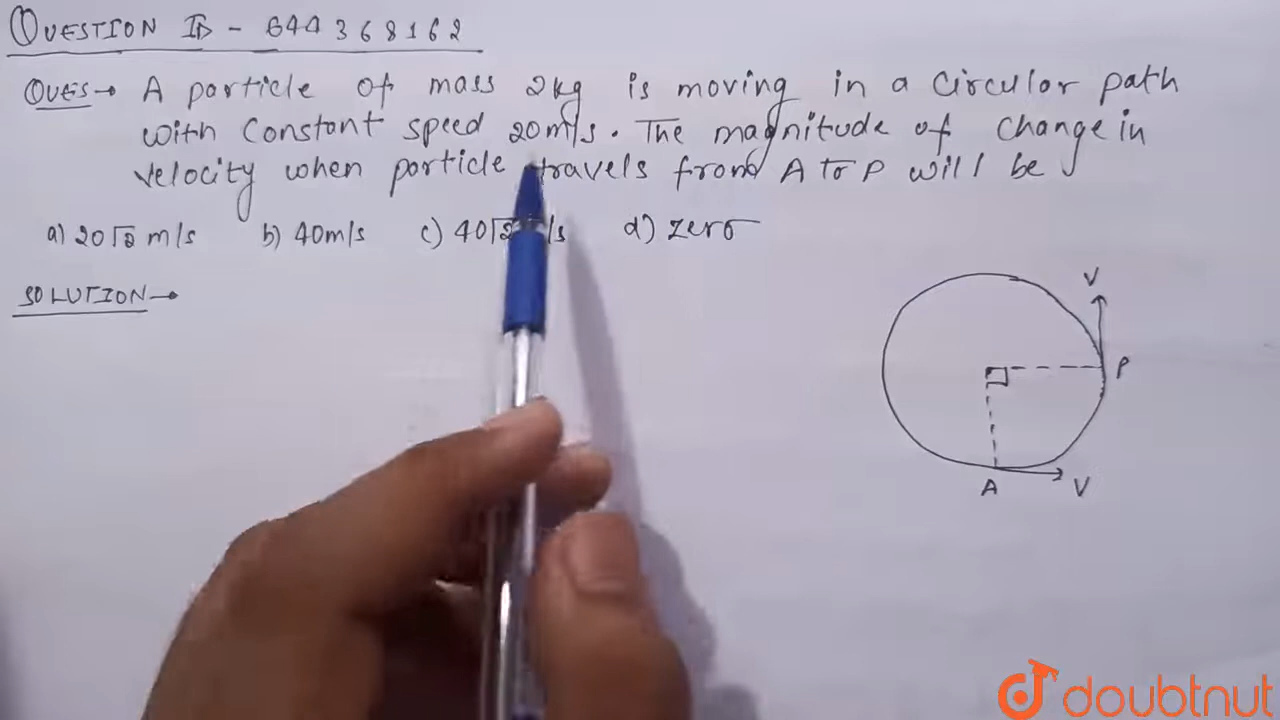 QUESTION ID - 644368162
QUES→ A particle of mass 2kg is moving in a circular path
with constant speed 20m/s. The magnitude of change in
velocity when particle travels from A to P will be
a) 20√2 m/s b) 40m/s c) 40√2 /s d) zero
SOLUTION→
V
P
A
V
doubtnut